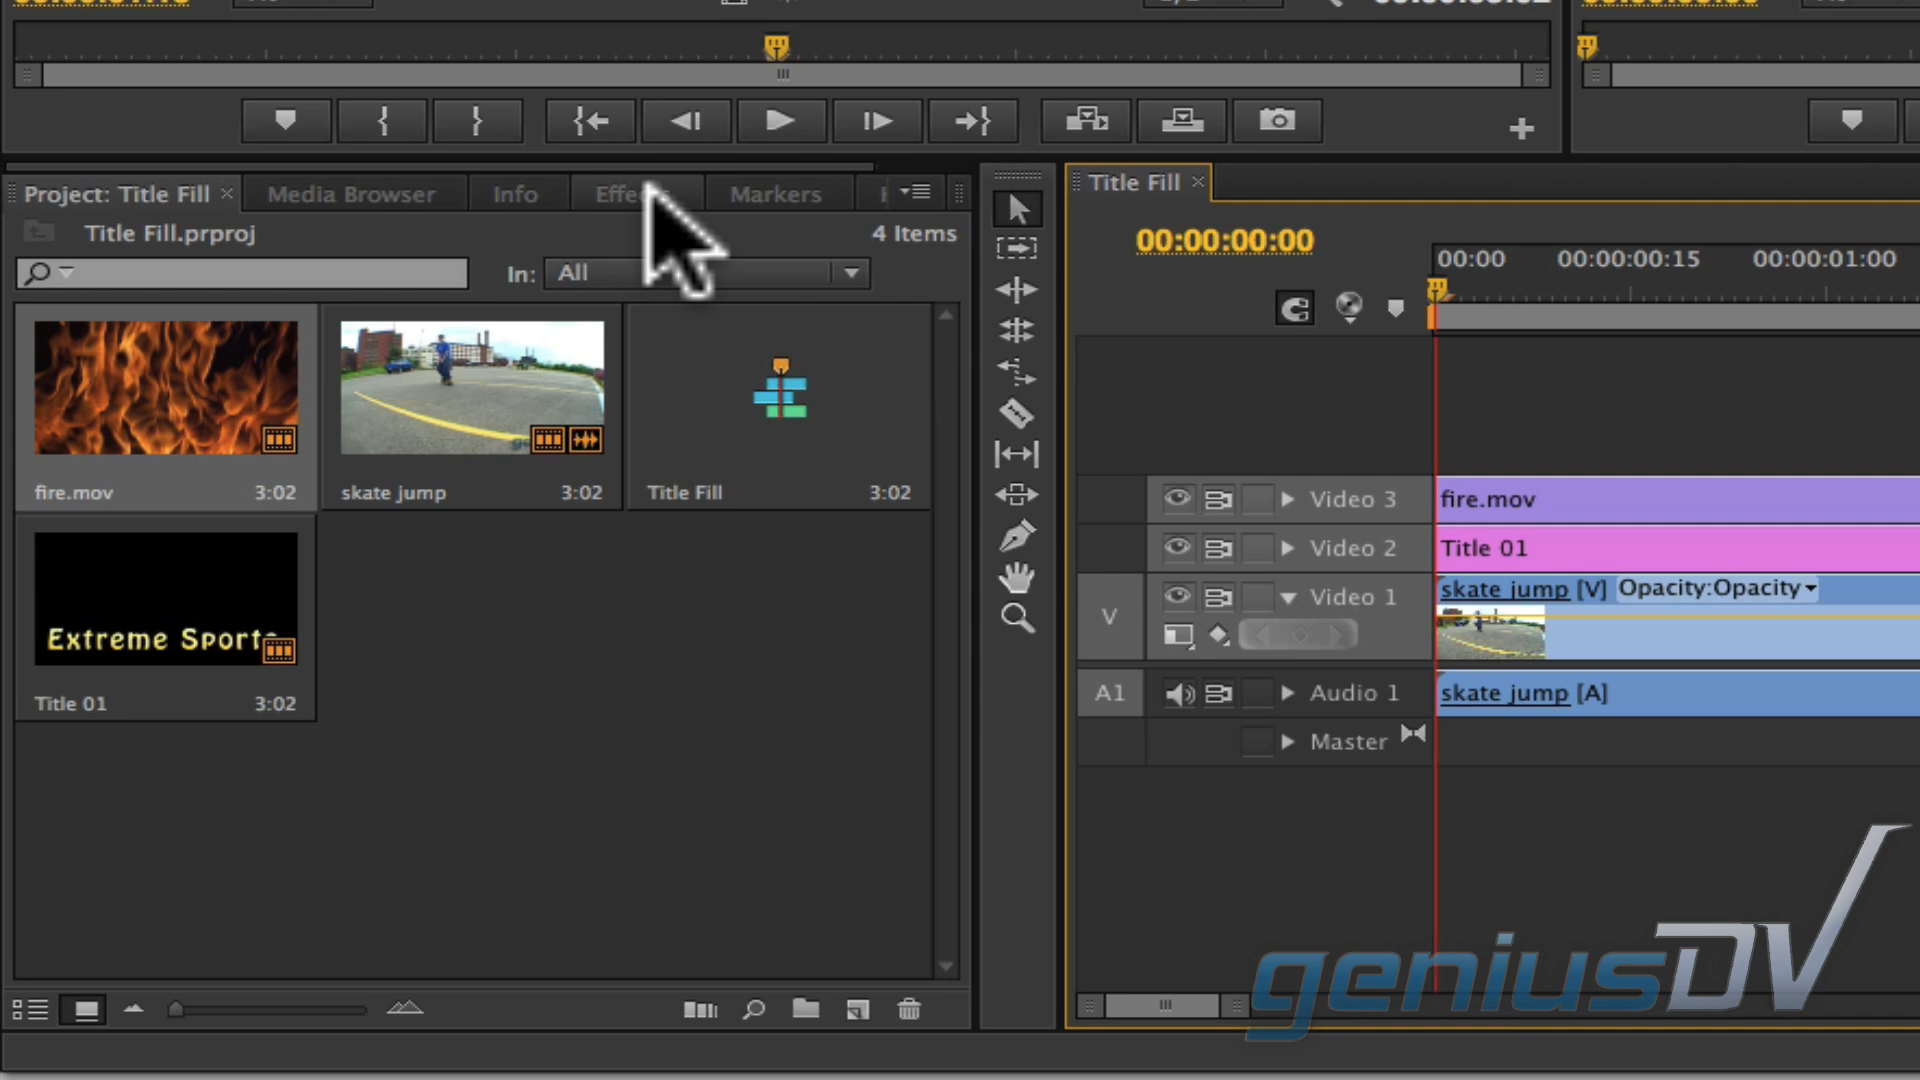 Project: Title Fill
Media Browser
Info
Markers
Title Fill.prproj
4 Items
In: All
fire.mov 3:02
skate jump 3:02
Title Fill 3:02
Extreme Sports
Title 01 3:02
Title Fill
00:00:00:00
00:00 00:00:00:15 00:00:01:00
Video 3 fire.mov
Video 2 Title 01
V Video 1 skate jump [V] Opacity:Opacity
A1 Audio 1 skate jump [A]
Master
geniusDV